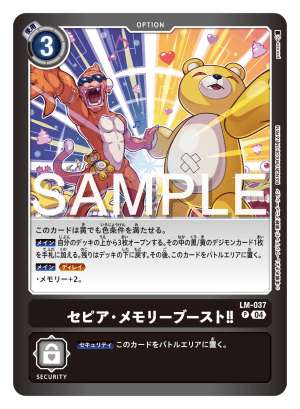 OPTION
3
SAMPLE
このカードは黄でも色条件を満たせる。
メイン 自分のデッキの上から3枚オープンする。その中の黒/黄のデジモンカード1枚
を手札に加える。残りはデッキの下に戻す。その後、このカードをバトルエリアに置く。
メイン ディレイ
・メモリー+2。
LM-037
P 04
セピア・メモリーブースト!!
セキュリティ このカードをバトルエリアに置く。
SECURITY